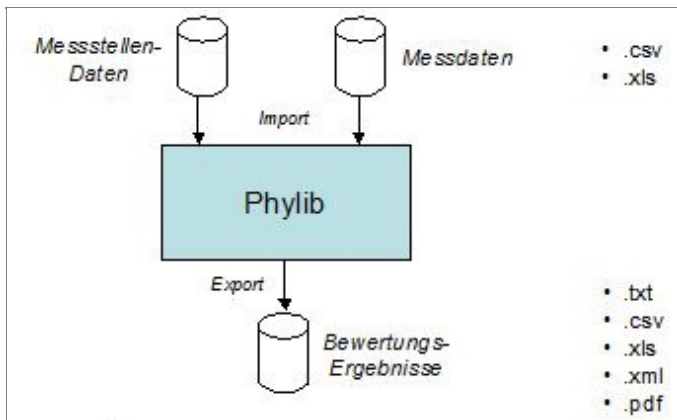 Messstellen-
Daten
Messdaten
• .csv
• .xls
Import
Phylib
Export
Bewertungs-
Ergebnisse
• .txt
• .csv
• .xls
• .xml
• .pdf